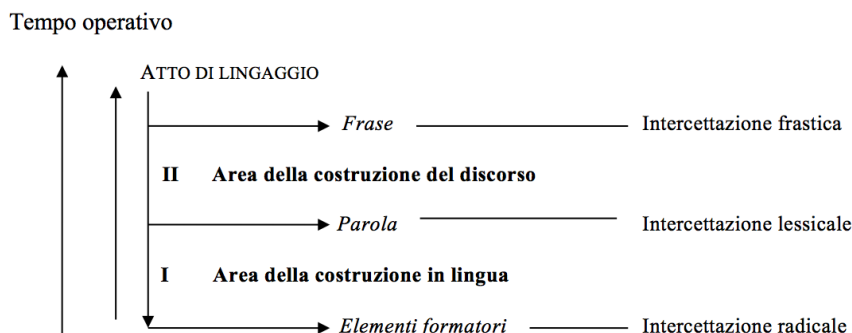 Tempo operativo
ATTO DI LINGAGGIO
Frase Intercettazione frastica
II Area della costruzione del discorso
Parola Intercettazione lessicale
I Area della costruzione in lingua
Elementi formatori Intercettazione radicale